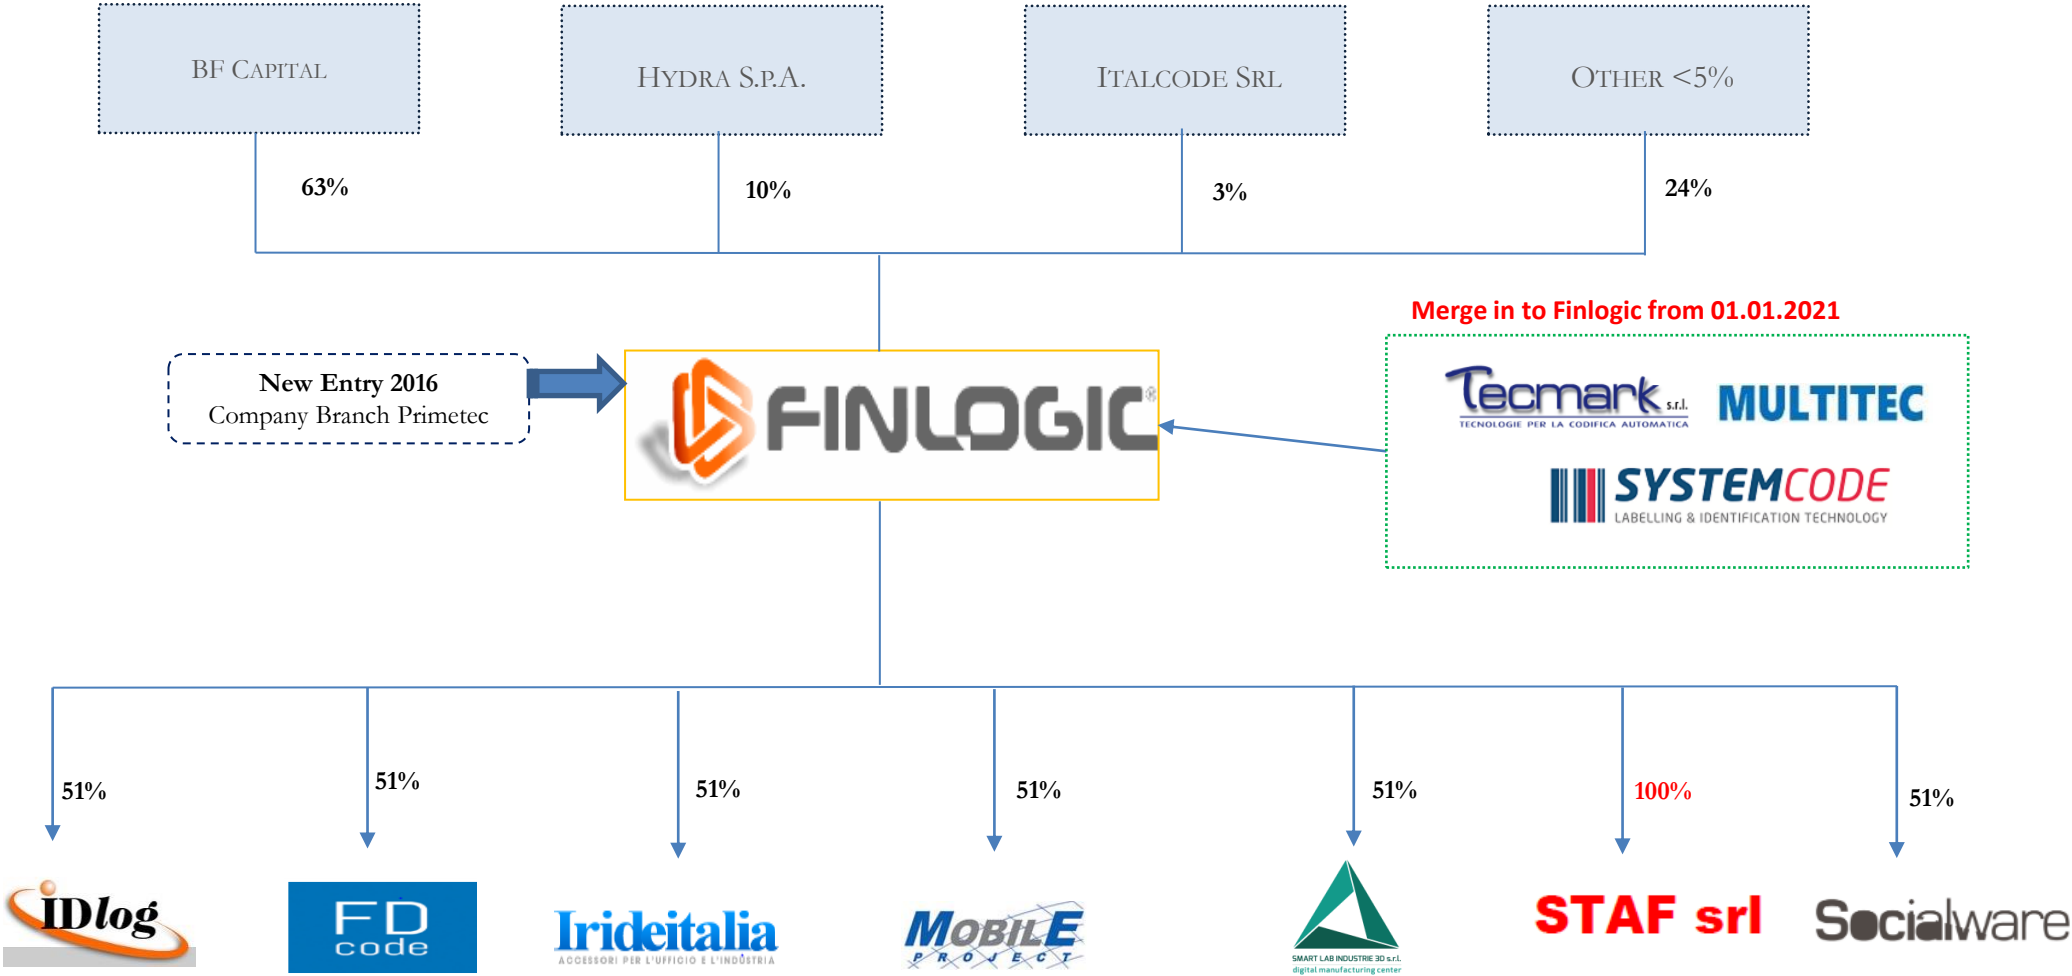 BF CAPITAL
HYDRA S.P.A.
ITALCODE SRL
OTHER <5%
63%
10%
3%
24%
Merge in to Finlogic from 01.01.2021
New Entry 2016
Company Branch Primetec
FINLOGIC®
Tecmark s.r.l.
TECNOLOGIE PER LA CODIFICA AUTOMATICA
MULTITEC
SYSTEMCODE
LABELLING & IDENTIFICATION TECHNOLOGY
51%
51%
51%
51%
51%
100%
51%
iDlog
FD
code
Irideitalia
ACCESSORI PER L'UFFICIO E L'INDUSTRIA
MOBILE
PROJECT
SMART LAB INDUSTRIE 3D s.r.l.
digital manufacturing center
STAF srl
Socialware